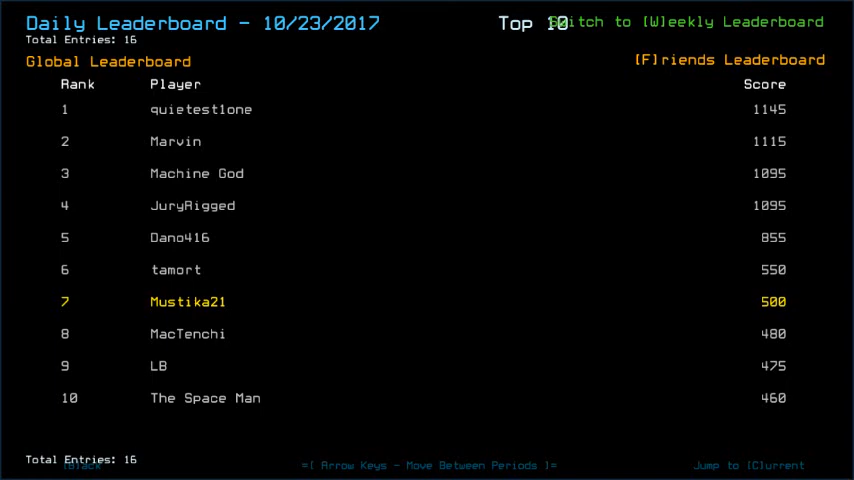 Daily Leaderboard - 10/23/2017 Top 10 Switch to [W]eekly Leaderboard
Total Entries: 16
Global Leaderboard [F]riends Leaderboard
Rank Player Score
1 quietest1one 1145
2 Marvin 1115
3 Machine God 1095
4 JuryRigged 1095
5 Dano416 855
6 tamort 550
7 Mustika21 500
8 MacTenchi 480
9 LB 475
10 The Space Man 460
Total Entries: 16
[B]ack =[ Arrow Keys - Move Between Periods ]= Jump to [C]urrent